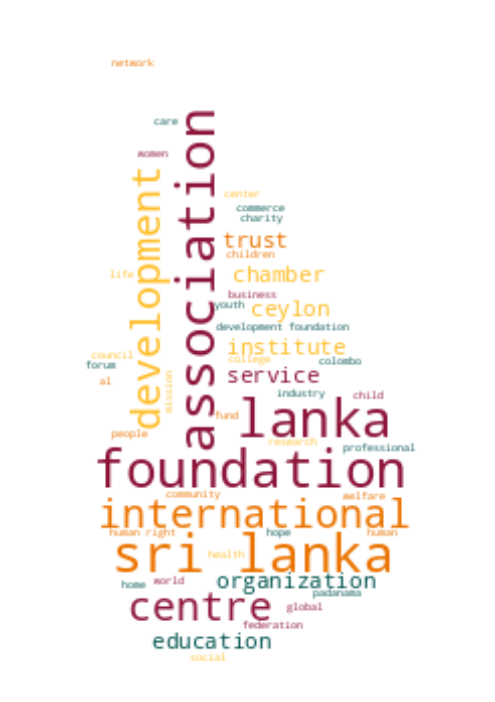 network
care
association
women
development
center
commerce
charity
trust
children
chamber
life
business
youth
ceylon
development foundation
institute
council
college
colombo
forum
service
al
mission
industry
child
lanka
fund
people
research
professional
foundation
community
welfare
international
human right
hope
human
sri lanka
health
organization
world
home
padanama
centre
global
federation
education
social